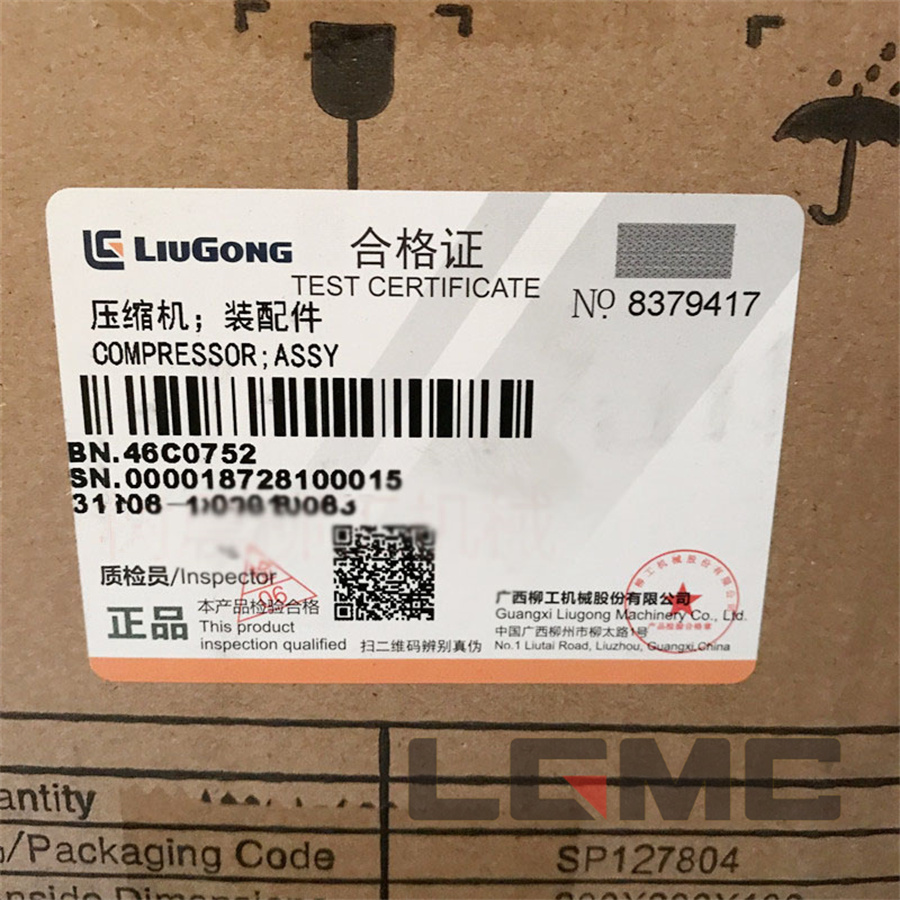 LIUGONG
合格证
TEST CERTIFICATE
№ 8379417
压缩机；装配件
COMPRESSOR;ASSY
BN.46C0752
SN.000018728100015
质检员/Inspector
06
正品
本产品检验合格
This product
inspection qualified
扫二维码辨别真伪
广西柳工机械股份有限公司
Guangxi Liugong Machinery Co., Ltd.
中国广西柳州市柳太路1号
No.1 Liutai Road, Liuzhou, Guangxi,China
LEMC
antity
/Packaging Code
SP127804